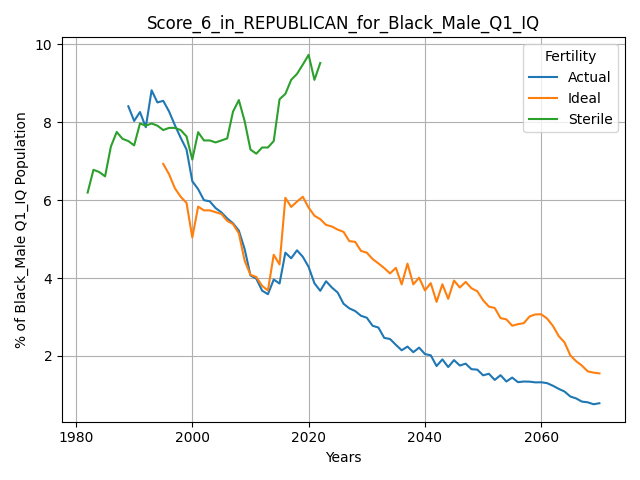 Score_6_in_REPUBLICAN_for_Black_Male_Q1_IQ
% of Black_Male Q1_IQ Population
10
8
6
4
2
Fertility
Actual
Ideal
Sterile
1980
2000
2020
2040
2060
Years